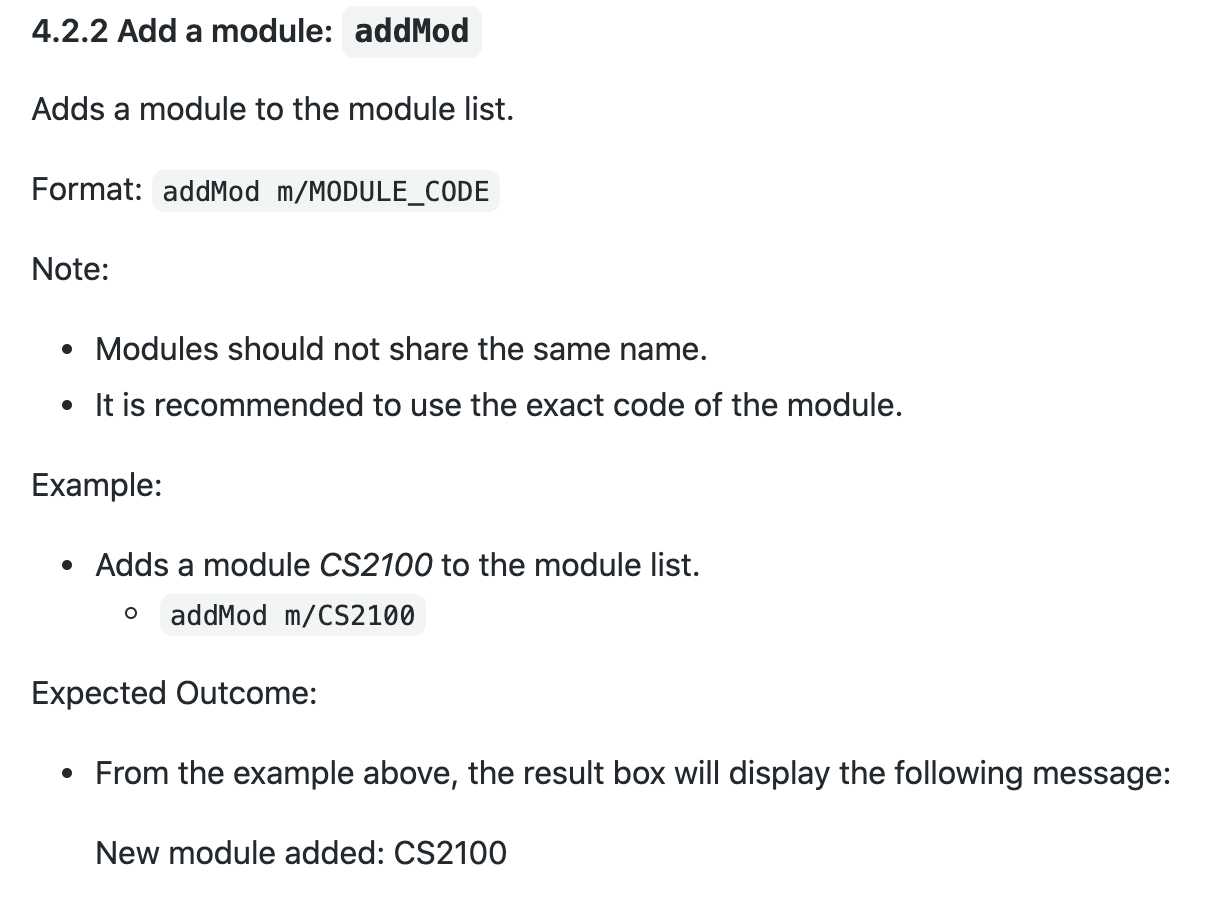 4.2.2 Add a module: addMod
Adds a module to the module list.
Format: addMod m/MODULE_CODE
Note:
• Modules should not share the same name.
• It is recommended to use the exact code of the module.
Example:
• Adds a module CS2100 to the module list.
◦ addMod m/CS2100
Expected Outcome:
• From the example above, the result box will display the following message:
New module added: CS2100